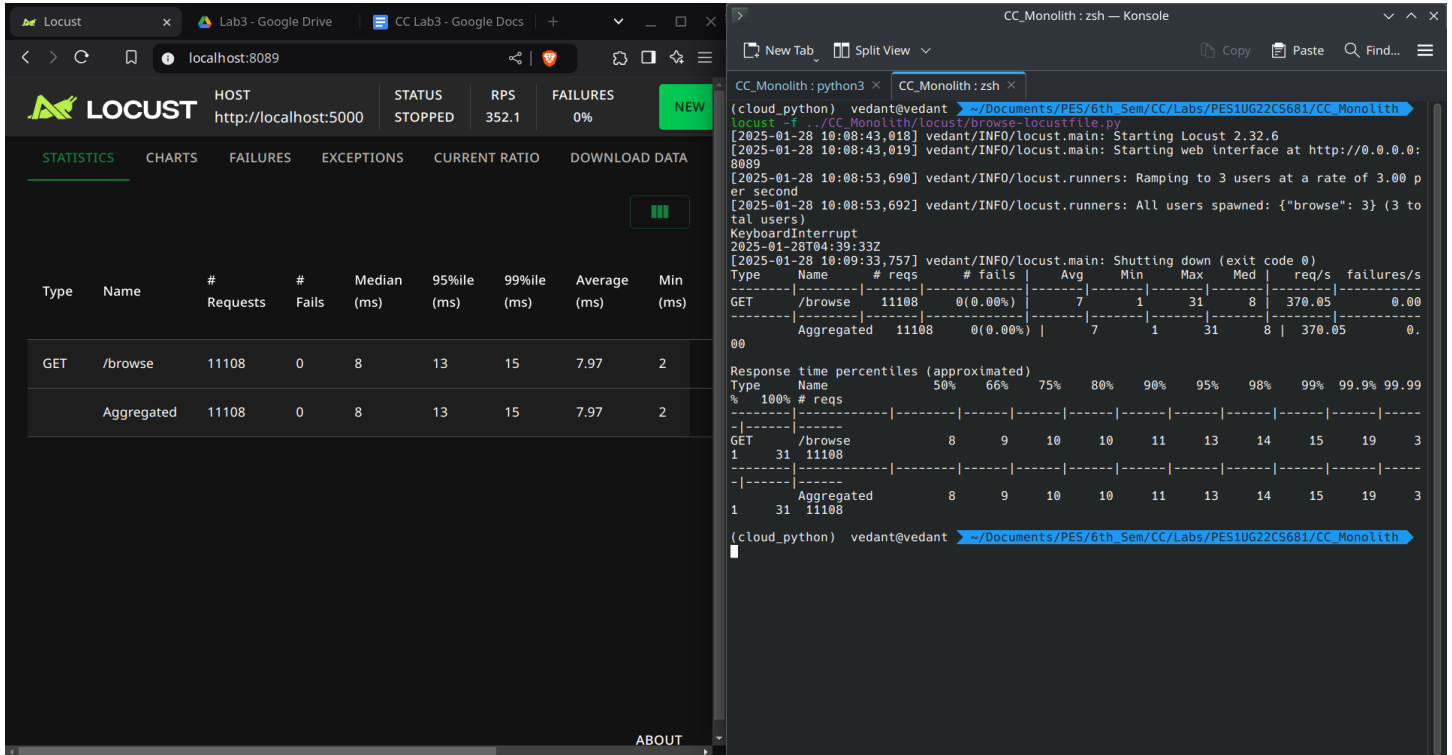 Locust
Lab3 - Google Drive
CC Lab3 - Google Docs
localhost:8089
LOCUST
HOST
http://localhost:5000
STATUS
STOPPED
RPS
352.1
FAILURES
0%
NEW
STATISTICS CHARTS FAILURES EXCEPTIONS CURRENT RATIO DOWNLOAD DATA
Type Name # Requests # Fails Median (ms) 95%ile (ms) 99%ile (ms) Average (ms) Min (ms)
GET /browse 11108 0 8 13 15 7.97 2
Aggregated 11108 0 8 13 15 7.97 2
ABOUT
CC_Monolith : zsh — Konsole
New Tab Split View Copy Paste Find...
CC_Monolith : python3 CC_Monolith : zsh
(cloud_python) vedant@vedant ~/Documents/PES/6th_Sem/CC/Labs/PES1UG22CS681/CC_Monolith
locust -f ../CC_Monolith/locust/browse-locustfile.py
[2025-01-28 10:08:43,018] vedant/INFO/locust.main: Starting Locust 2.32.6
[2025-01-28 10:08:43,019] vedant/INFO/locust.main: Starting web interface at http://0.0.0.0:
8089
[2025-01-28 10:08:53,690] vedant/INFO/locust.runners: Ramping to 3 users at a rate of 3.00 p
er second
[2025-01-28 10:08:53,692] vedant/INFO/locust.runners: All users spawned: {"browse": 3} (3 to
tal users)
KeyboardInterrupt
2025-01-28T04:39:33Z
[2025-01-28 10:09:33,757] vedant/INFO/locust.main: Shutting down (exit code 0)
Type Name # reqs # fails | Avg Min Max Med | req/s failures/s
--------|--------|-------|-------------|-------|-------|-------|-------|--------|-----------
GET /browse 11108 0(0.00%) | 7 1 31 8 | 370.05 0.00
--------|--------|-------|-------------|-------|-------|-------|-------|--------|-----------
Aggregated 11108 0(0.00%) | 7 1 31 8 | 370.05 0.
00
Response time percentiles (approximated)
Type Name 50% 66% 75% 80% 90% 95% 98% 99% 99.9% 99.99
% 100% # reqs
--------|------------|--------|------|------|------|------|------|------|------|------|-----
-|------|------
GET /browse 8 9 10 10 11 13 14 15 19 3
1 31 11108
--------|------------|--------|------|------|------|------|------|------|------|------|-----
-|------|------
Aggregated 8 9 10 10 11 13 14 15 19 3
1 31 11108
(cloud_python) vedant@vedant ~/Documents/PES/6th_Sem/CC/Labs/PES1UG22CS681/CC_Monolith